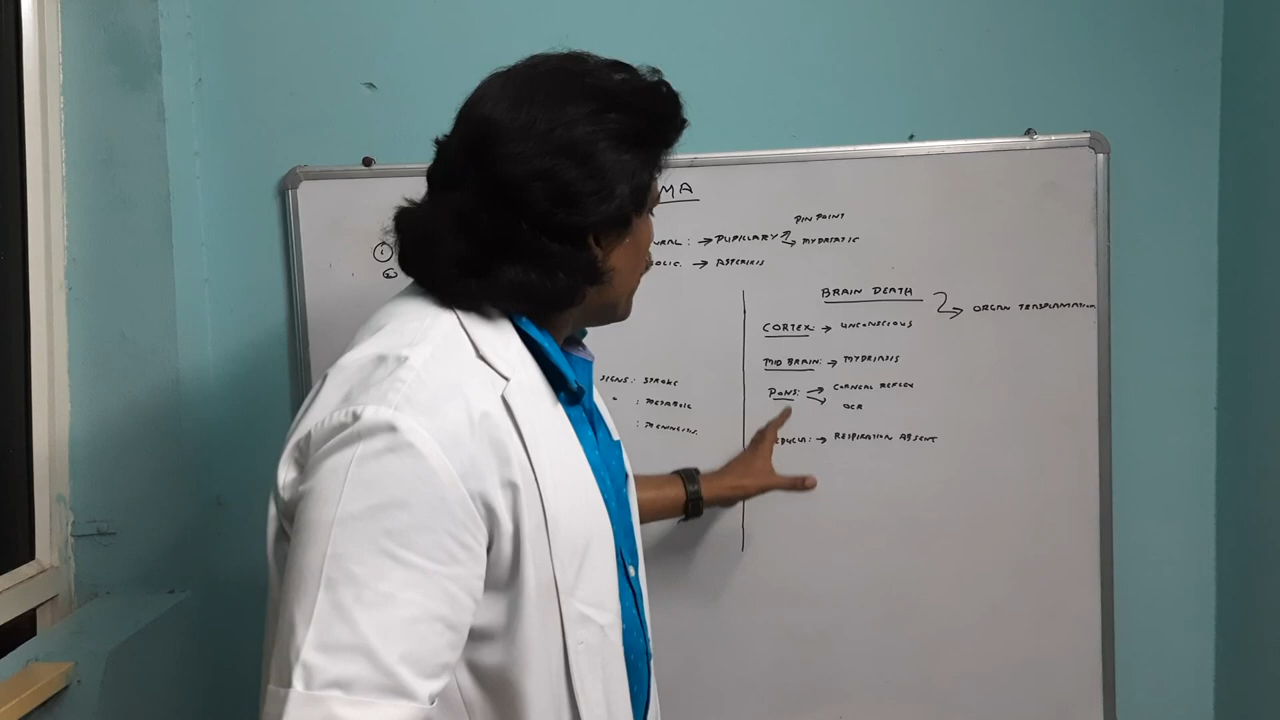 MA
URAL: → PUPILLARY
PIN POINT
MYDRIATIC
OLIC. → ASTERIXIS
SIGNS: STROKE
" : METABOLIC
: MENINGITIS.
BRAIN DEATH → ORGAN TRANSPLANTATION
CORTEX: → UNCONSCIOUS
MID BRAIN: → MYDRIASIS
PONS: → CORNEAL REFLEX
→ OCR
→ RESPIRATION ABSENT